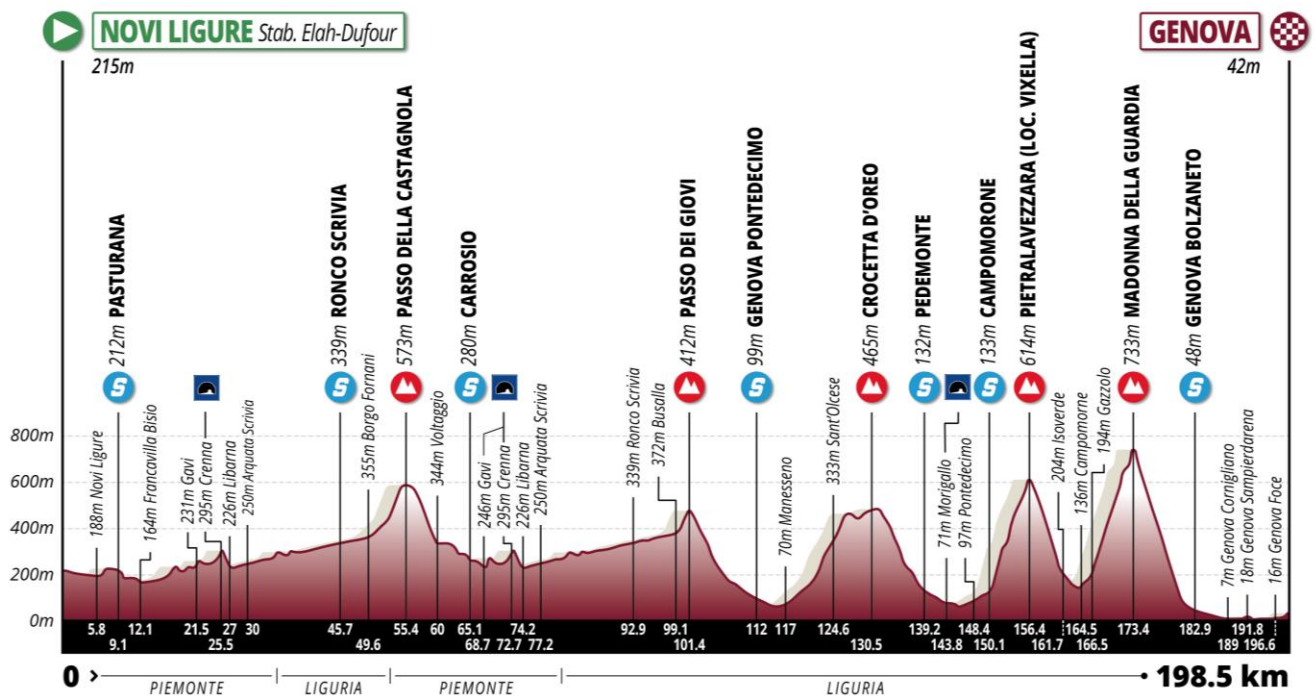 NOVI LIGURE Stab. Elah-Dufour
215m
GENOVA
42m
212m PASTURANA
339m RONCO SCRIVIA
573m PASSO DELLA CASTAGNOLA
280m CARROSIO
412m PASSO DEI GIOVI
99m GENOVA PONTEDECIMO
465m CROCETTA D'OREO
132m PEDEMONTE
133m CAMPOMORONE
614m PIETRALAVEZZARA (LOC. VIXELLA)
733m MADONNA DELLA GUARDIA
48m GENOVA BOLZANETO
S
S
S
S
S
S
S
188m Novi Ligure
164m Francavilla Bisio
231m Gavi
295m Crenna
226m Libarna
250m Arquata Scrivia
355m Borgo Fornani
344m Voltaggio
246m Gavi
295m Crenna
226m Libarna
250m Arquata Scrivia
339m Ronco Scrivia
372m Busalla
70m Manesseno
333m Sant'Olcese
71m Morigallo
97m Pontedecimo
204m Isoverde
136m Campomorne
194m Gazzolo
7m Genova Cornigliano
18m Genova Sampierdarena
16m Genova Foce
800m
600m
400m
200m
0m
5.8 12.1 21.5 27 30 45.7 55.4 60 65.1 74.2 92.9 99.1 112 117 124.6 139.2 148.4 156.4 164.5 173.4 182.9 191.8
9.1 25.5 49.6 68.7 72.7 77.2 101.4 130.5 143.8 150.1 161.7 166.5 189 196.6
0 PIEMONTE LIGURIA PIEMONTE LIGURIA 198.5 km